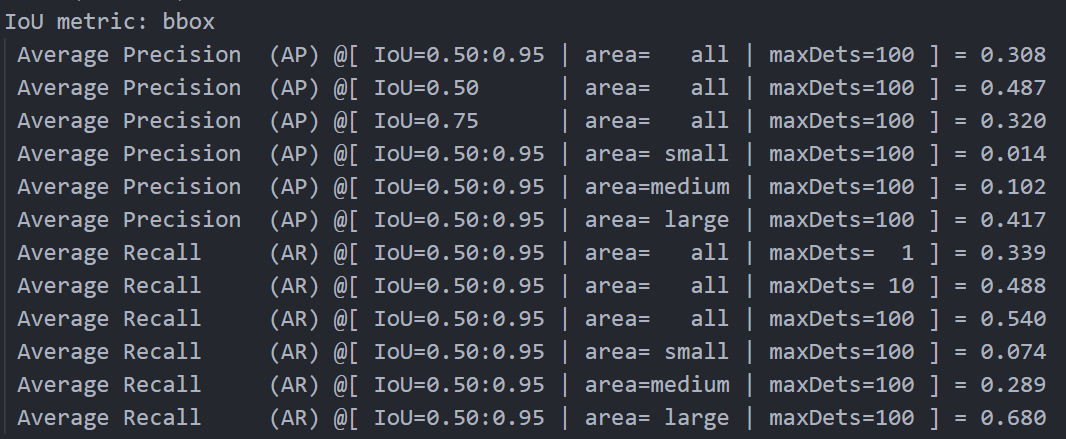 IoU metric: bbox
 Average Precision  (AP) @[ IoU=0.50:0.95 | area=   all | maxDets=100 ] = 0.308
 Average Precision  (AP) @[ IoU=0.50      | area=   all | maxDets=100 ] = 0.487
 Average Precision  (AP) @[ IoU=0.75      | area=   all | maxDets=100 ] = 0.320
 Average Precision  (AP) @[ IoU=0.50:0.95 | area= small | maxDets=100 ] = 0.014
 Average Precision  (AP) @[ IoU=0.50:0.95 | area=medium | maxDets=100 ] = 0.102
 Average Precision  (AP) @[ IoU=0.50:0.95 | area= large | maxDets=100 ] = 0.417
 Average Recall     (AR) @[ IoU=0.50:0.95 | area=   all | maxDets=  1 ] = 0.339
 Average Recall     (AR) @[ IoU=0.50:0.95 | area=   all | maxDets= 10 ] = 0.488
 Average Recall     (AR) @[ IoU=0.50:0.95 | area=   all | maxDets=100 ] = 0.540
 Average Recall     (AR) @[ IoU=0.50:0.95 | area= small | maxDets=100 ] = 0.074
 Average Recall     (AR) @[ IoU=0.50:0.95 | area=medium | maxDets=100 ] = 0.289
 Average Recall     (AR) @[ IoU=0.50:0.95 | area= large | maxDets=100 ] = 0.680